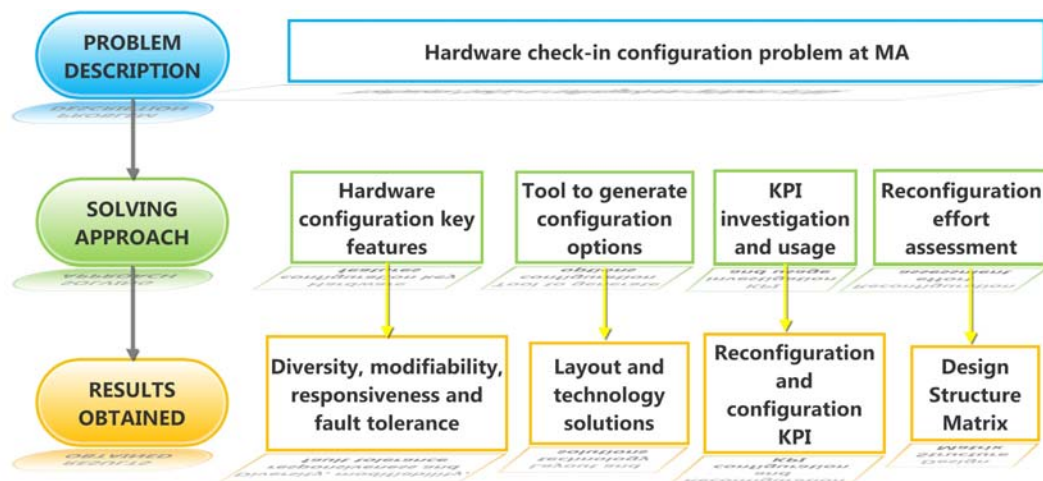 PROBLEM
DESCRIPTION
Hardware check-in configuration problem at MA
SOLVING
APPROACH
Hardware
configuration key
features
Tool to generate
configuration
options
KPI
investigation
and usage
Reconfiguration
effort
assessment
RESULTS
OBTAINED
Diversity, modifiability,
responsiveness and
fault tolerance
Layout and
technology
solutions
Reconfiguration
and
configuration
KPI
Design
Structure
Matrix